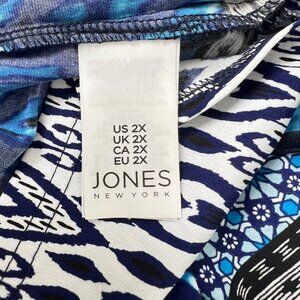 US 2X
UK 2X
CA 2X
EU 2X
JONES
NEW YORK